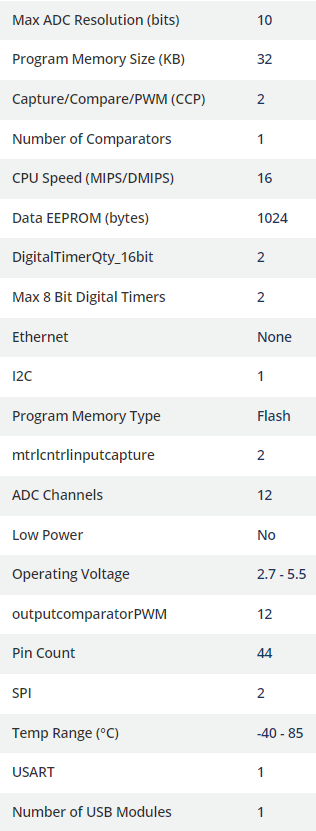 Max ADC Resolution (bits) 10
Program Memory Size (KB) 32
Capture/Compare/PWM (CCP) 2
Number of Comparators 1
CPU Speed (MIPS/DMIPS) 16
Data EEPROM (bytes) 1024
DigitalTimerQty_16bit 2
Max 8 Bit Digital Timers 2
Ethernet None
I2C 1
Program Memory Type Flash
mtrlcntrlinputcapture 2
ADC Channels 12
Low Power No
Operating Voltage 2.7 - 5.5
outputcomparatorPWM 12
Pin Count 44
SPI 2
Temp Range (°C) -40 - 85
USART 1
Number of USB Modules 1